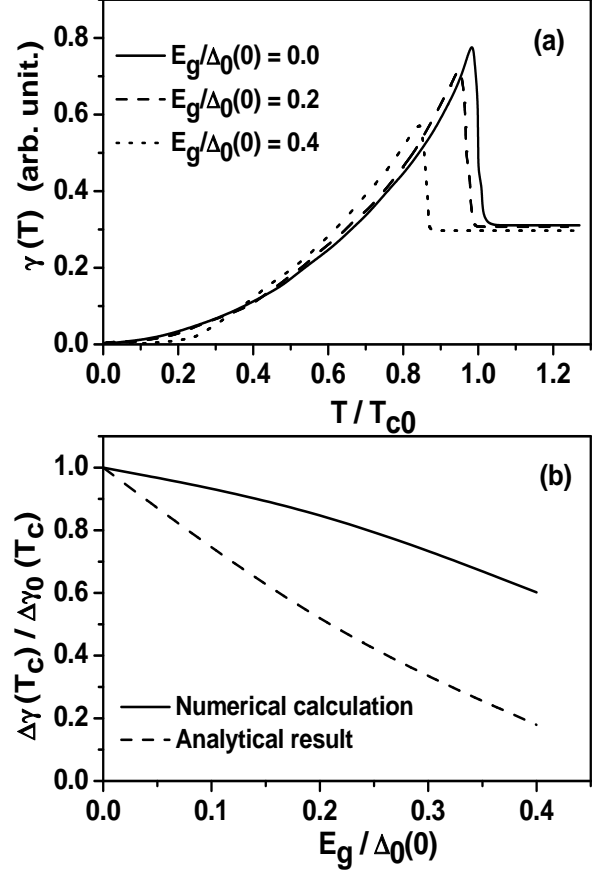 0.8
(a)
E_g/Δ_0(0) = 0.0
E_g/Δ_0(0) = 0.2
E_g/Δ_0(0) = 0.4
0.6
0.4
0.2
0.0
γ (T) (arb. unit.)
0.0 0.2 0.4 0.6 0.8 1.0 1.2
T / T_c0
1.0
(b)
0.8
0.6
0.4
0.2
0.0
Δγ (T_c) / Δγ_0 (T_c)
Numerical calculation
Analytical result
0.0 0.1 0.2 0.3 0.4
E_g / Δ_0(0)